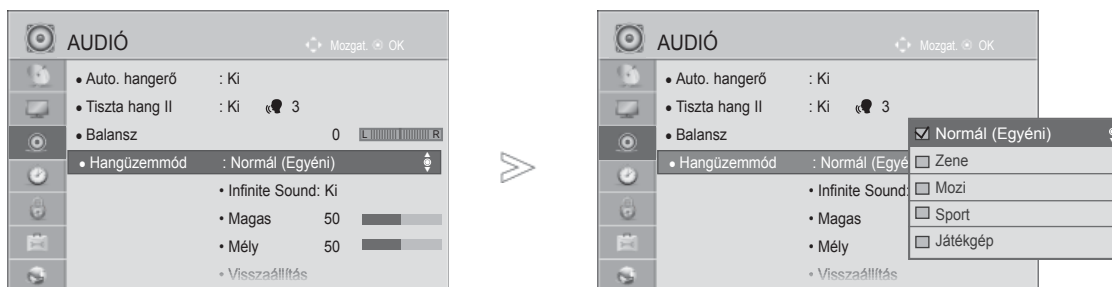 AUDIÓ Mozgat. OK
• Auto. hangerő : Ki
• Tiszta hang II : Ki 3
• Balansz 0 L R
• Hangüzemmód : Normál (Egyéni)
• Infinite Sound: Ki
• Magas 50
• Mély 50
• Visszaállítás
AUDIÓ Mozgat. OK
• Auto. hangerő : Ki
• Tiszta hang II : Ki 3
• Balansz
• Hangüzemmód : Normál (Egyé
• Infinite Sound:
• Magas
• Mély
• Visszaállítás
Normál (Egyéni)
Zene
Mozi
Sport
Játékgép